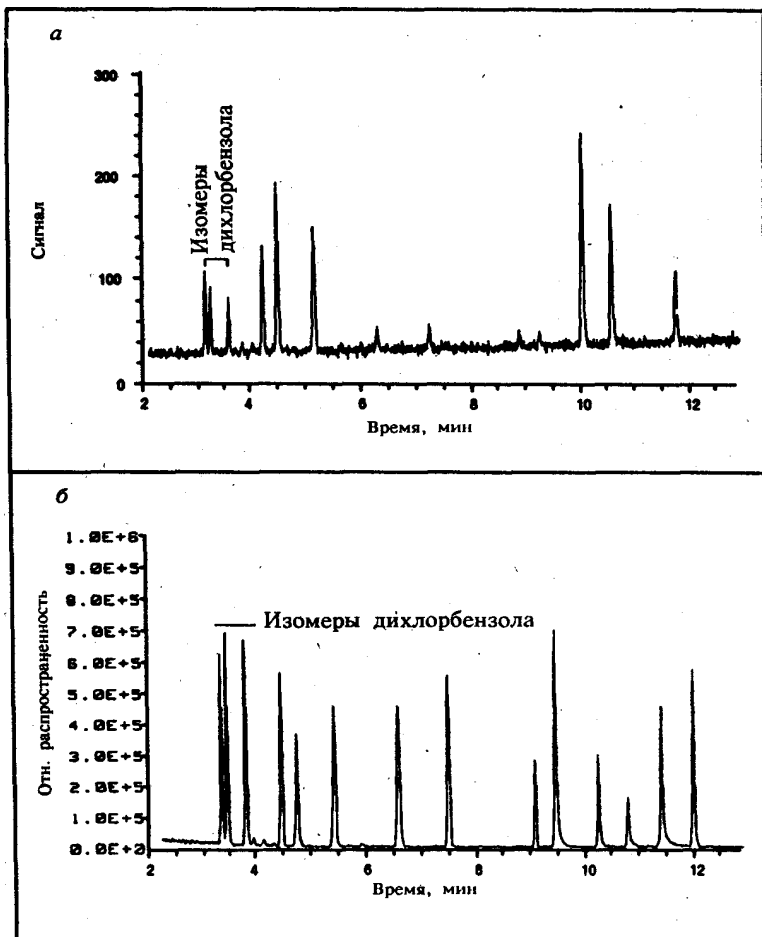 а
300
200
100
0
Сигнал
Изомеры
дихлорбензола
2 4 6 8 10 12
Время, мин
б
1.0E+6
9.0E+5
8.0E+5
7.0E+5
6.0E+5
5.0E+5
4.0E+5
3.0E+5
2.0E+5
1.0E+5
0.0E+0
Отн. распространенность
Изомеры дихлорбензола
2 4 6 8 10 12
Время, мин